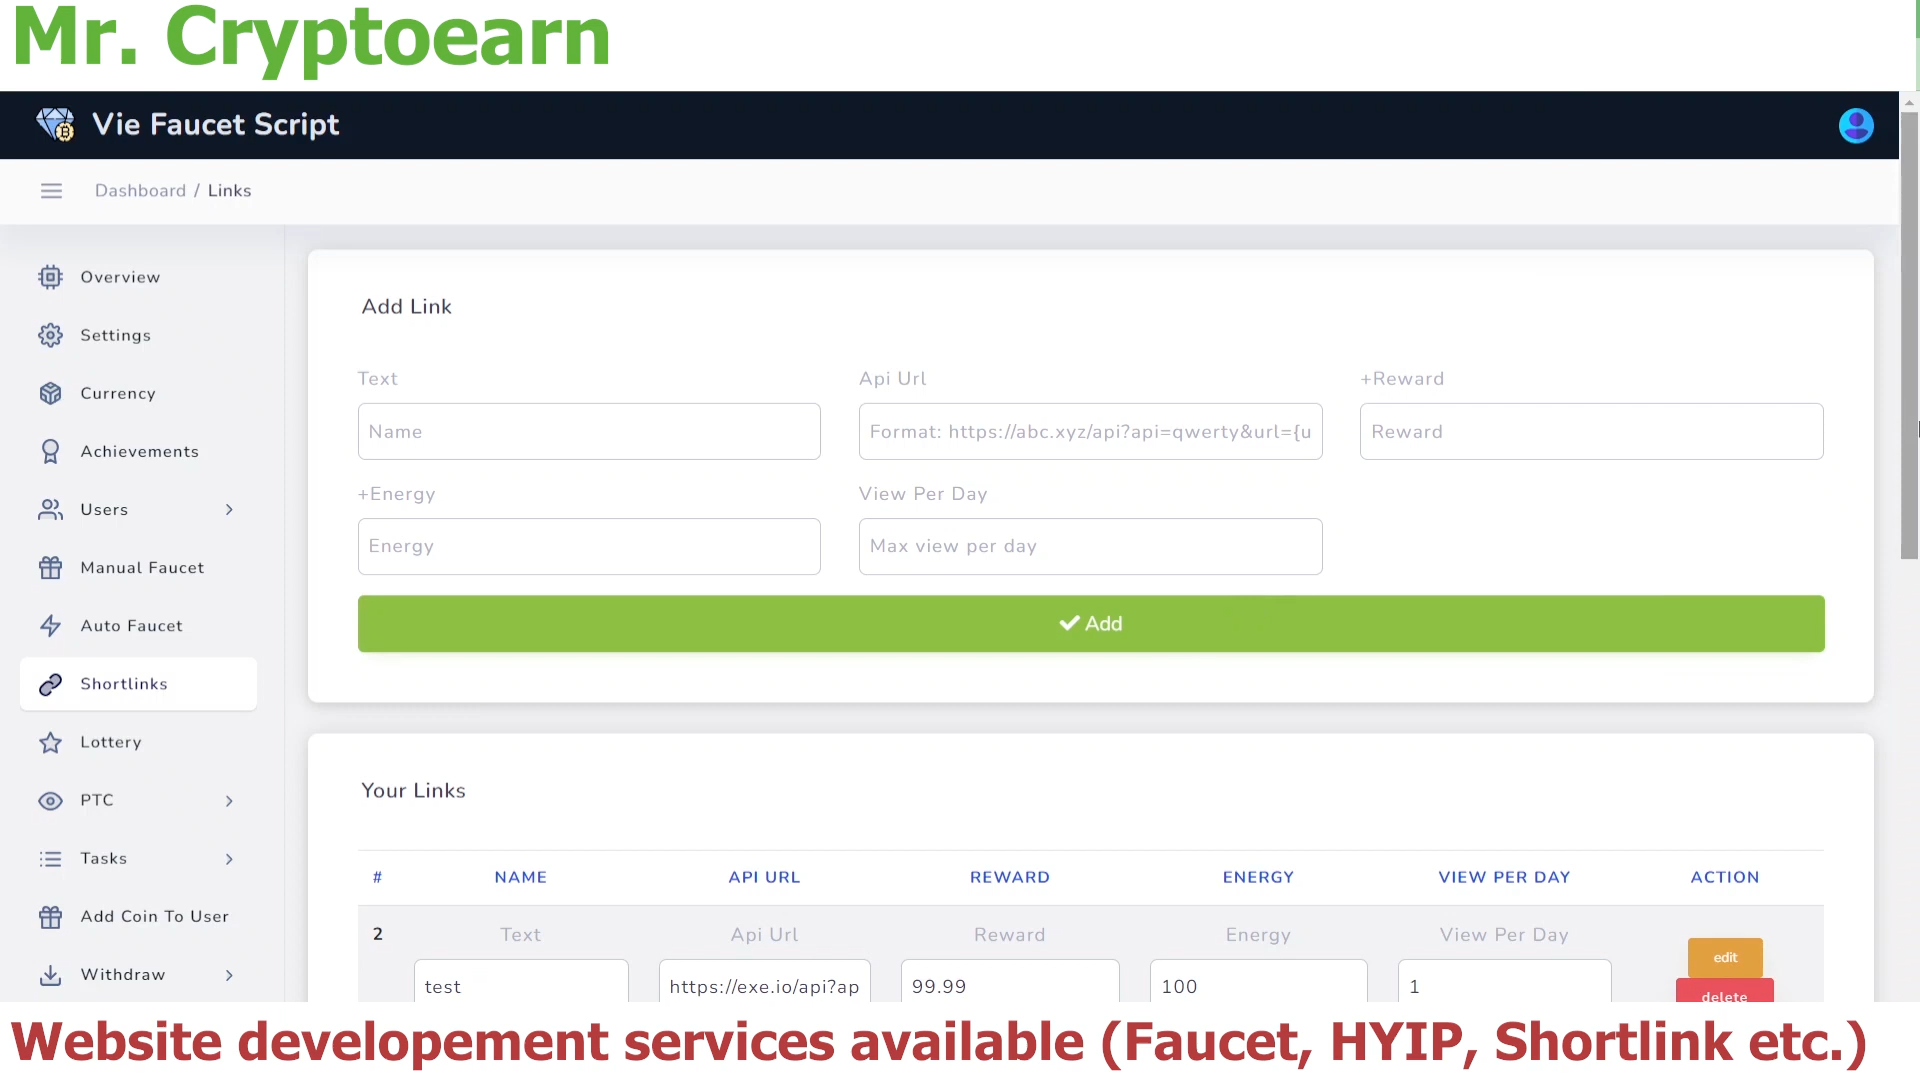 Mr. Cryptoearn
Vie Faucet Script
Dashboard / Links
Overview
Settings
Currency
Achievements
Users
Manual Faucet
Auto Faucet
Shortlinks
Lottery
PTC
Tasks
Add Coin To User
Withdraw
Add Link
Text Api Url +Reward
Name Format: https://abc.xyz/api?api=qwerty&url={u Reward
+Energy View Per Day
Energy Max view per day
Add
Your Links
# NAME API URL REWARD ENERGY VIEW PER DAY ACTION
2 Text Api Url Reward Energy View Per Day
edit
test https://exe.io/api?ap 99.99 100 1
delete
Website developement services available (Faucet, HYIP, Shortlink etc.)